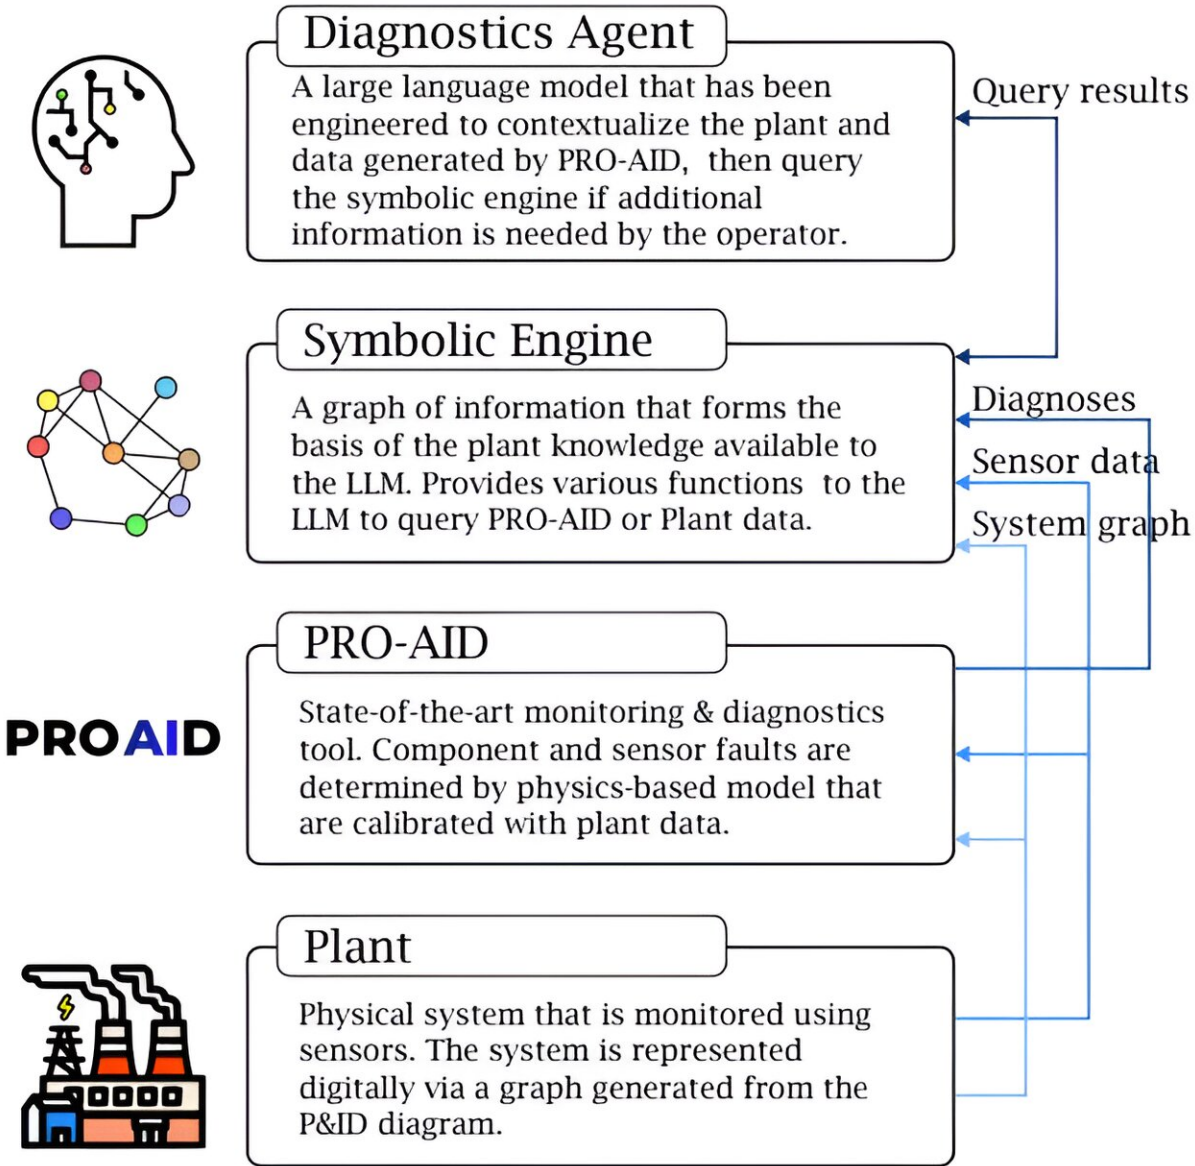 Diagnostics Agent
A large language model that has been
engineered to contextualize the plant and
data generated by PRO-AID, then query
the symbolic engine if additional
information is needed by the operator.
Query results
Symbolic Engine
A graph of information that forms the
basis of the plant knowledge available to
the LLM. Provides various functions to the
LLM to query PRO-AID or Plant data.
Diagnoses
Sensor data
System graph
PRO-AID
PROAID
State-of-the-art monitoring & diagnostics
tool. Component and sensor faults are
determined by physics-based model that
are calibrated with plant data.
Plant
Physical system that is monitored using
sensors. The system is represented
digitally via a graph generated from the
P&ID diagram.